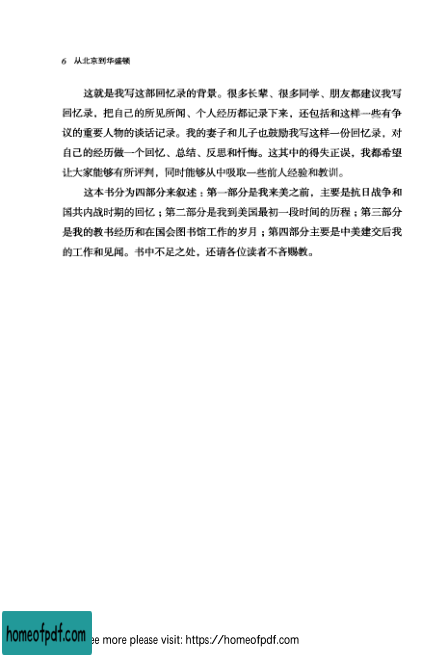 6 从北京到华盛顿
这就是我写这部回忆录的背景。很多长辈、很多同学、朋友都建议我写
回忆录，把自己的所见所闻、个人经历都记录下来，还包括和这样一些有争
议的重要人物的谈话记录。我的妻子和儿子也鼓励我写这样一份回忆录，对
自己的经历做一个回忆、总结、反思和忏悔。这其中的得失正误，我都希望
让大家能够有所评判，同时能够从中吸取一些前人经验和教训。
这本书分为四部分来叙述：第一部分是我来美之前，主要是抗日战争和
国共内战时期的回忆；第二部分是我到美国最初一段时间的历程；第三部分
是我的教书经历和在国会图书馆工作的岁月；第四部分主要是中美建交后我
的工作和见闻。书中不足之处，还请各位读者不吝赐教。
homeofpdf.com ee more please visit: https://homeofpdf.com